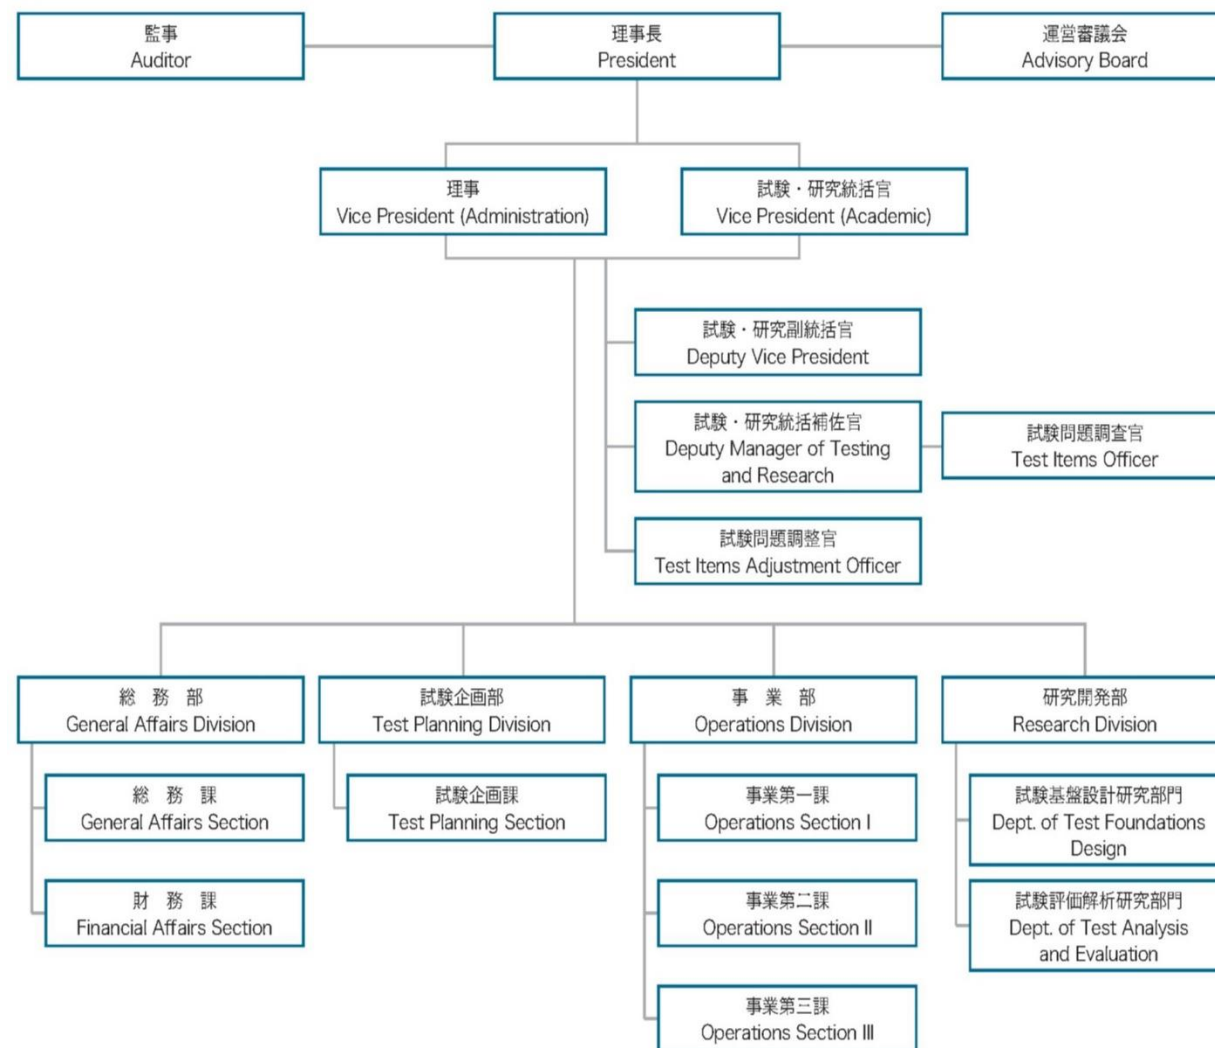 監事
Auditor
理事長
President
運営審議会
Advisory Board
理事
Vice President (Administration)
試験・研究統括官
Vice President (Academic)
試験・研究副統括官
Deputy Vice President
試験・研究統括補佐官
Deputy Manager of Testing
and Research
試験問題調査官
Test Items Officer
試験問題調整官
Test Items Adjustment Officer
総 務 部
General Affairs Division
試験企画部
Test Planning Division
事 業 部
Operations Division
研究開発部
Research Division
総 務 課
General Affairs Section
財 務 課
Financial Affairs Section
試験企画課
Test Planning Section
事業第一課
Operations Section I
事業第二課
Operations Section II
事業第三課
Operations Section III
試験基盤設計研究部門
Dept. of Test Foundations
Design
試験評価解析研究部門
Dept. of Test Analysis
and Evaluation